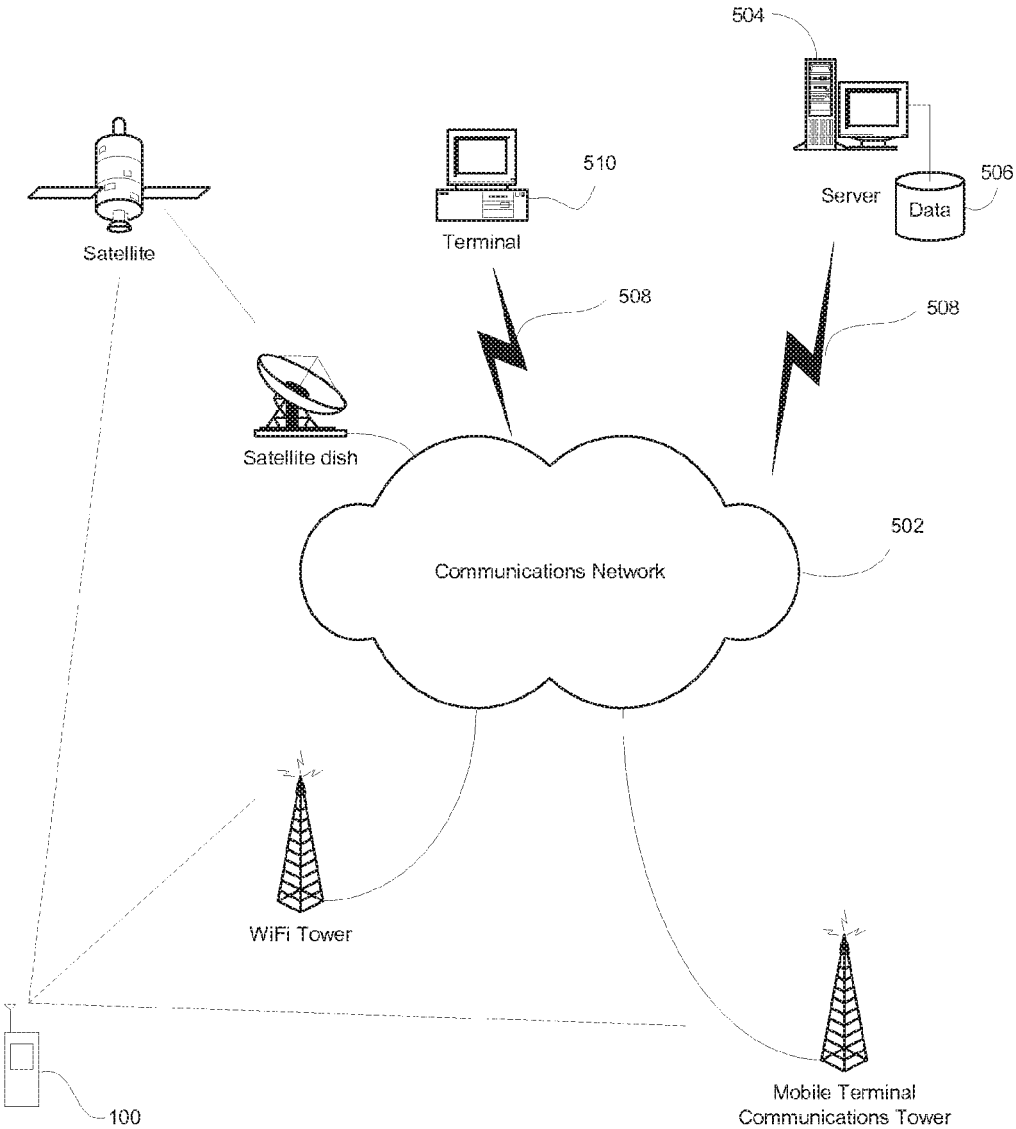 504
510
506
Server
Data
Terminal
Satellite
508
508
Satellite dish
502
Communications Network
WiFi Tower
100
Mobile Terminal
Communications Tower